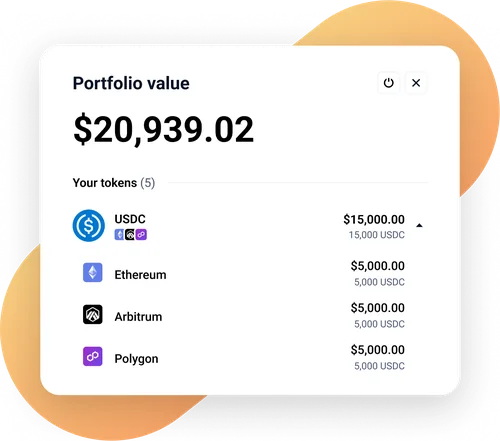 Portfolio value
$20,939.02
Your tokens (5)
USDC $15,000.00
15,000 USDC
Ethereum $5,000.00
5,000 USDC
Arbitrum $5,000.00
5,000 USDC
Polygon $5,000.00
5,000 USDC